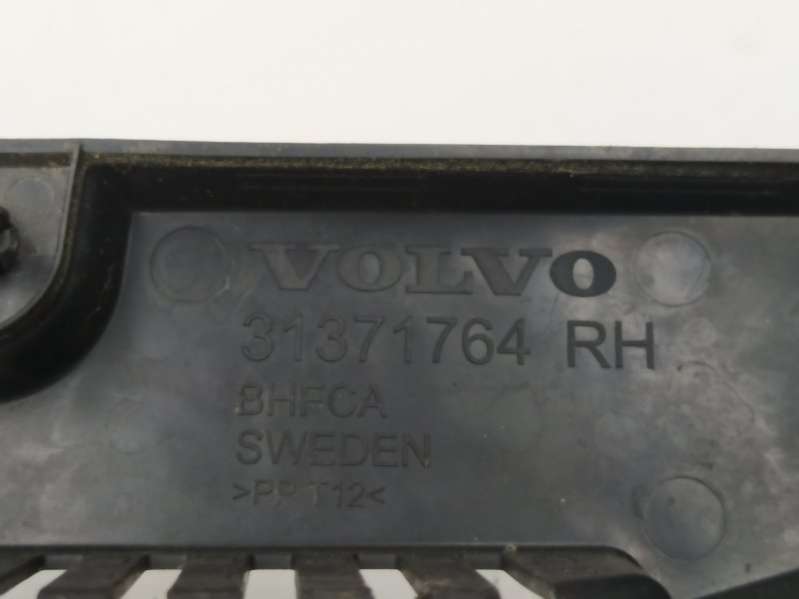 VOLVO
31371764 RH
BHFCA
SWEDEN
>PP T12<